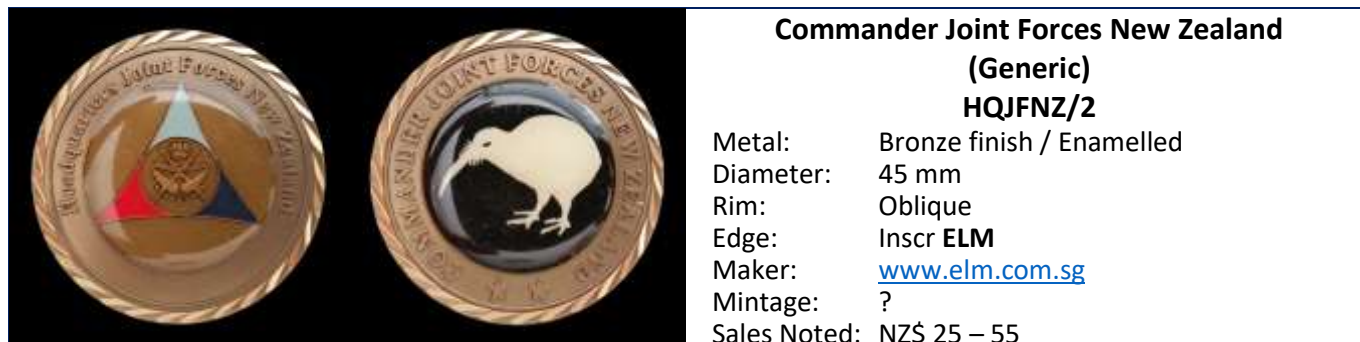 Headquarters Joint Forces New Zealand
COMMANDER JOINT FORCES NEW ZEALAND
Commander Joint Forces New Zealand
(Generic)
HQJFNZ/2
Metal: Bronze finish / Enamelled
Diameter: 45 mm
Rim: Oblique
Edge: Inscr ELM
Maker: www.elm.com.sg
Mintage: ?
Sales Noted: NZ$ 25 – 55